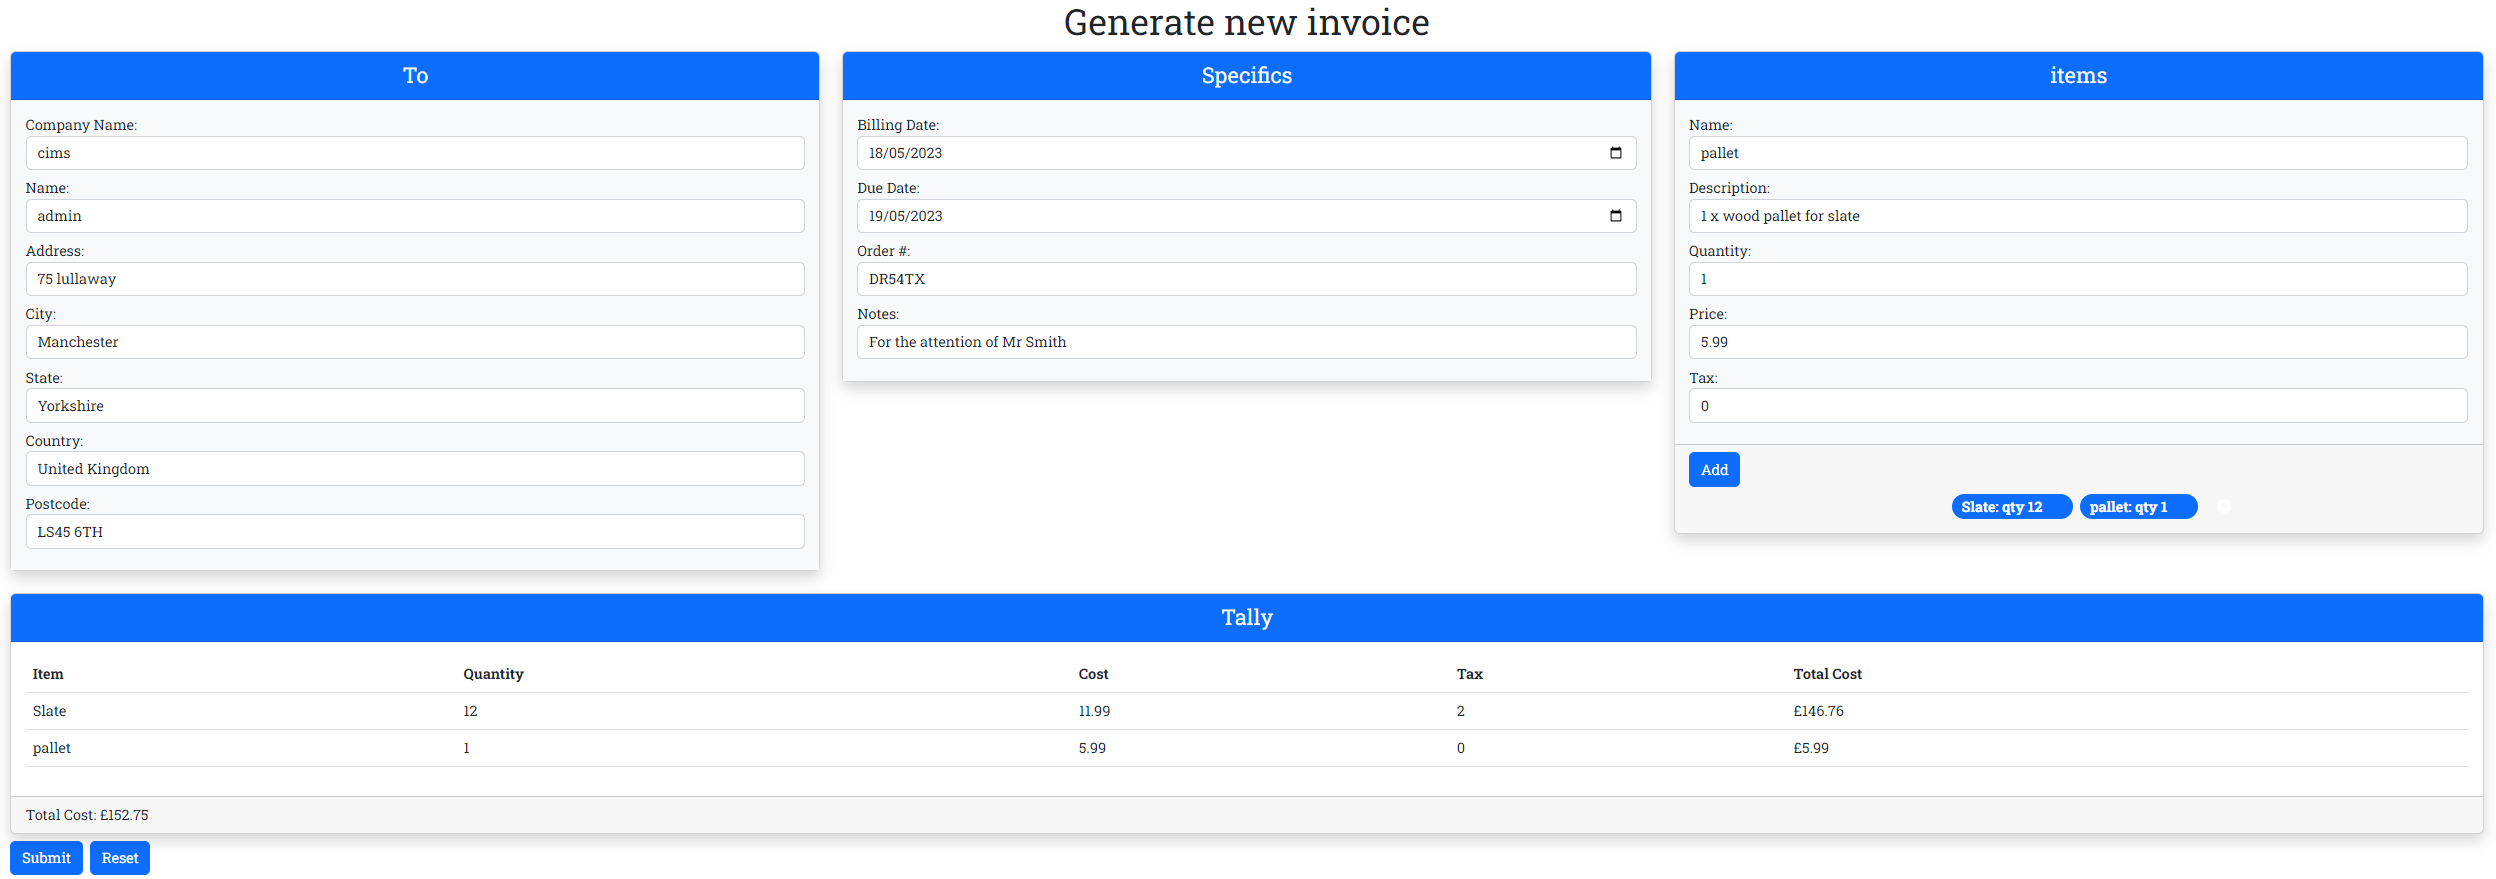 Generate new invoice
To
Company Name:
cims
Name:
admin
Address:
75 lullaway
City:
Manchester
State:
Yorkshire
Country:
United Kingdom
Postcode:
LS45 6TH
Specifics
Billing Date:
18/05/2023
Due Date:
19/05/2023
Order #:
DR54TX
Notes:
For the attention of Mr Smith
items
Name:
pallet
Description:
1 x wood pallet for slate
Quantity:
1
Price:
5.99
Tax:
0
Add
Slate: qty 12 pallet: qty 1
Tally
Item Quantity Cost Tax Total Cost
Slate 12 11.99 2 £146.76
pallet 1 5.99 0 £5.99
Total Cost: £152.75
Submit Reset